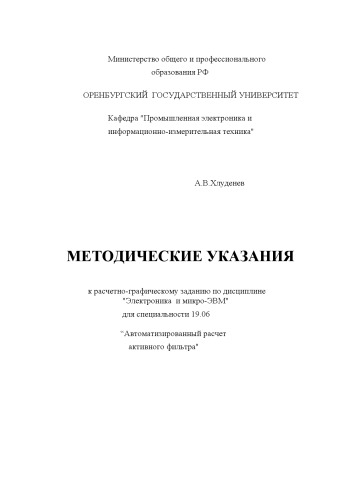 Министерство общего и профессионального
образования РФ
ОРЕНБУРГСКИЙ ГОСУДАРСТВЕННЫЙ УНИВЕРСИТЕТ
Кафедра "Промышленная электроника и
информационно-измерительная техника"
А.В.Хлуденев
МЕТОДИЧЕСКИЕ УКАЗАНИЯ
к расчетно-графическому заданию по дисциплине
"Электроника и микро-ЭВМ"
для специальности 19.06
"Автоматизированный расчет
активного фильтра"